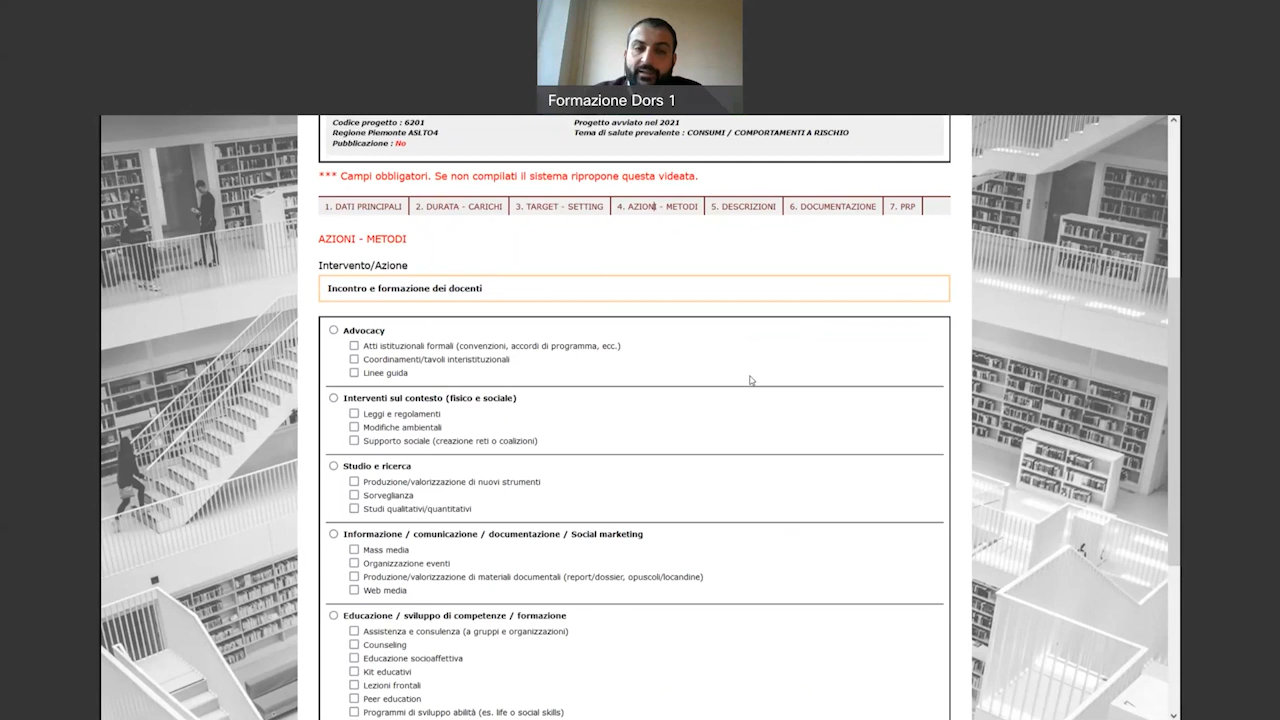 Formazione Dors 1
Codice progetto : 6201
Progetto avviato nel 2021
Regione Piemonte ASLTO4
Tema di salute prevalente : CONSUMI / COMPORTAMENTI A RISCHIO
Pubblicazione : No
*** Campi obbligatori. Se non compilati il sistema ripropone questa videata.
1. DATI PRINCIPALI
2. DURATA - CARICHI
3. TARGET - SETTING
4. AZIONI - METODI
5. DESCRIZIONI
6. DOCUMENTAZIONE
7. PRP
AZIONI - METODI
Intervento/Azione
Incontro e formazione dei docenti
Advocacy
Atti istituzionali formali (convenzioni, accordi di programma, ecc.)
Coordinamenti/tavoli interistituzionali
Linee guida
Interventi sul contesto (fisico e sociale)
Leggi e regolamenti
Modifiche ambientali
Supporto sociale (creazione reti o coalizioni)
Studio e ricerca
Produzione/valorizzazione di nuovi strumenti
Sorveglianza
Studi qualitativi/quantitativi
Informazione / comunicazione / documentazione / Social marketing
Mass media
Organizzazione eventi
Produzione/valorizzazione di materiali documentali (report/dossier, opuscoli/locandine)
Web media
Educazione / sviluppo di competenze / formazione
Assistenza e consulenza (a gruppi e organizzazioni)
Counseling
Educazione socioaffettiva
Kit educativi
Lezioni frontali
Peer education
Programmi di sviluppo abilità (es. life o social skills)